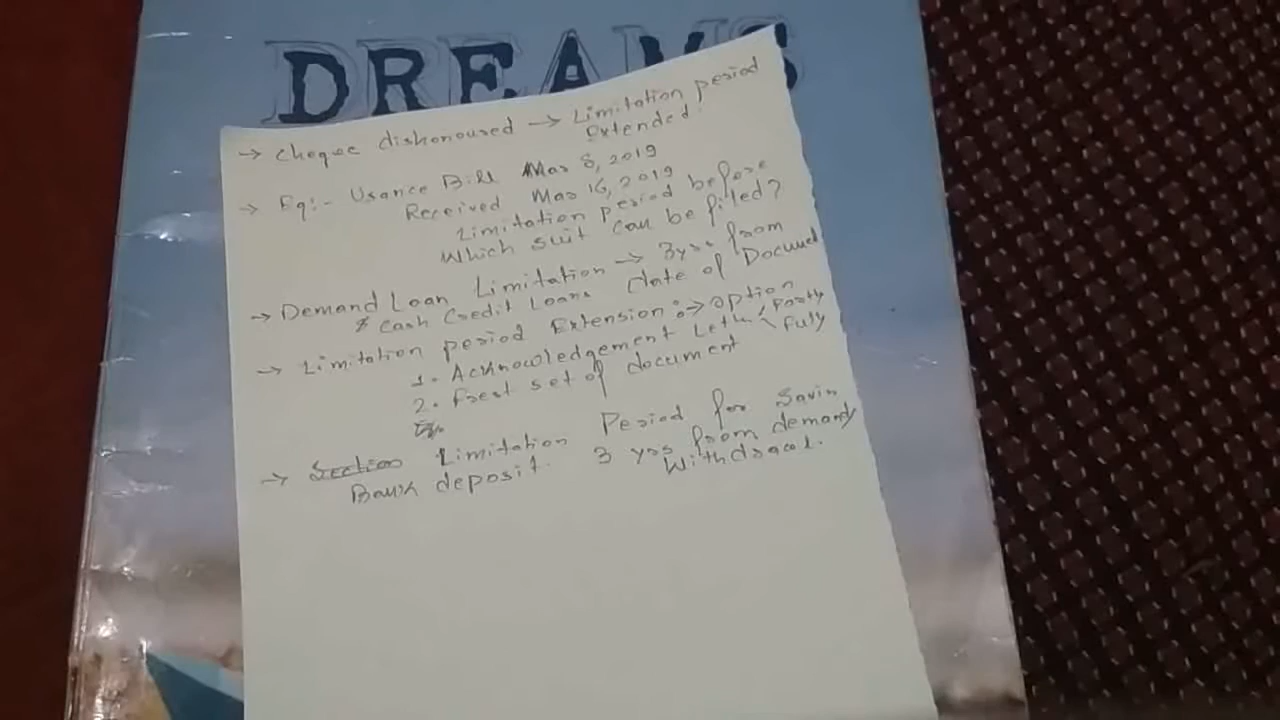 DREAMS
→ Cheque dishonoured → Limitation period
Extended.
→ Eg:- Usance Bill Mar 8, 2019
Received Mar 16, 2019
Limitation Period before
Which suit can be filed?
→ Demand Loan Limitation → 3yrs from
& Cash Credit Loans date of Document
→ Limitation period Extension :→ option
1. Acknowledgement Letter Partly
Fully
2. Fresh set of document
→ Section Limitation Period for Savin
Bank deposit. 3 yrs from demand
Withdrawal.